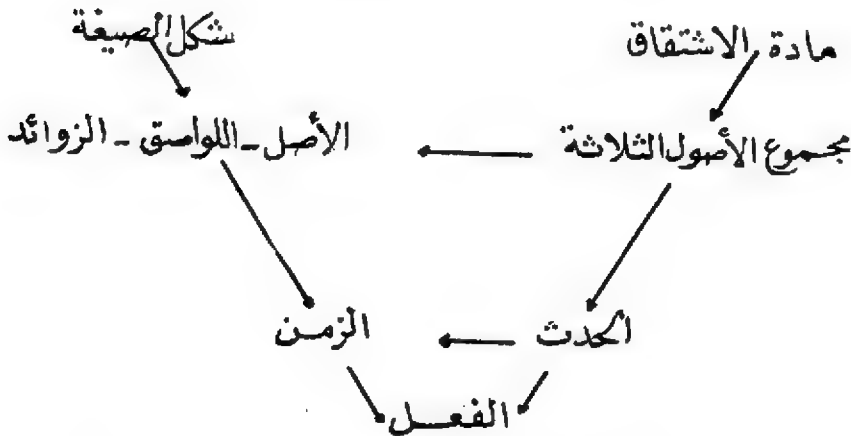 مادة الاشتقاق
شكل الصيغة
مجموع الأصول الثلاثة
الأصل - اللواصق - الزوائد
الحدث
الزمن
الفعل